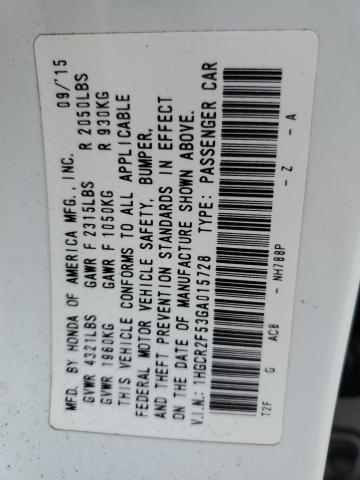 MFD. BY HONDA OF AMERICA MFG., INC. 09/'15
GVWR 4321LBS GAWR F 2315LBS R 2050LBS
GVWR 1960KG GAWR F 1050KG R 930KG
THIS VEHICLE CONFORMS TO ALL APPLICABLE
FEDERAL MOTOR VEHICLE SAFETY, BUMPER,
AND THEFT PREVENTION STANDARDS IN EFFECT
ON THE DATE OF MANUFACTURE SHOWN ABOVE.
V.I.N.: 1HGCR2F53GA015728 TYPE: PASSENGER CAR
T2F G AC8 - NH788P - Z - A